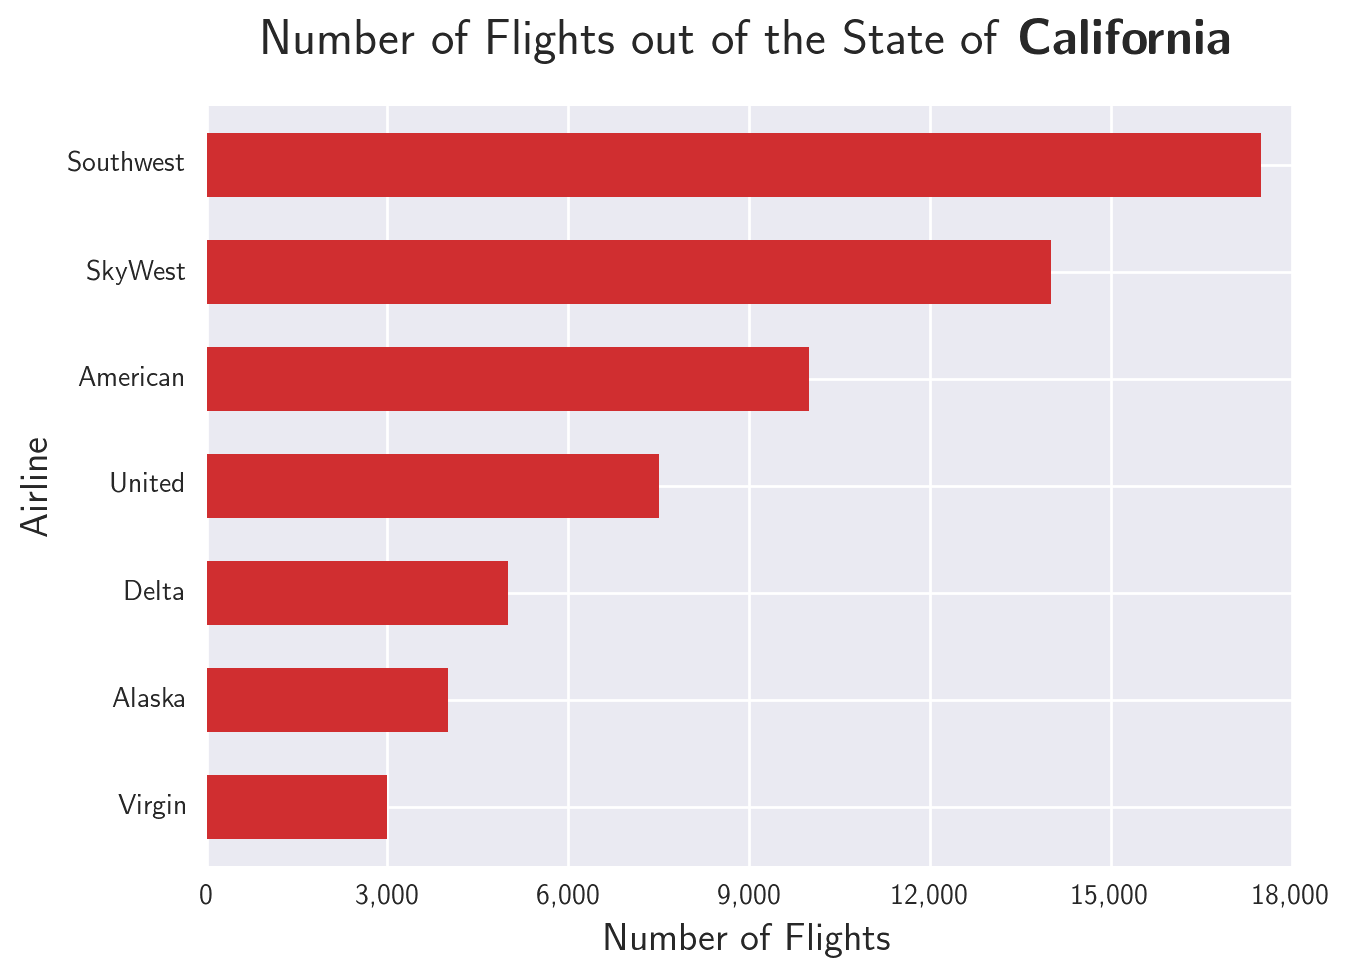 Number of Flights out of the State of California
Southwest
SkyWest
American
United
Delta
Alaska
Virgin
Airline
0 3,000 6,000 9,000 12,000 15,000 18,000
Number of Flights